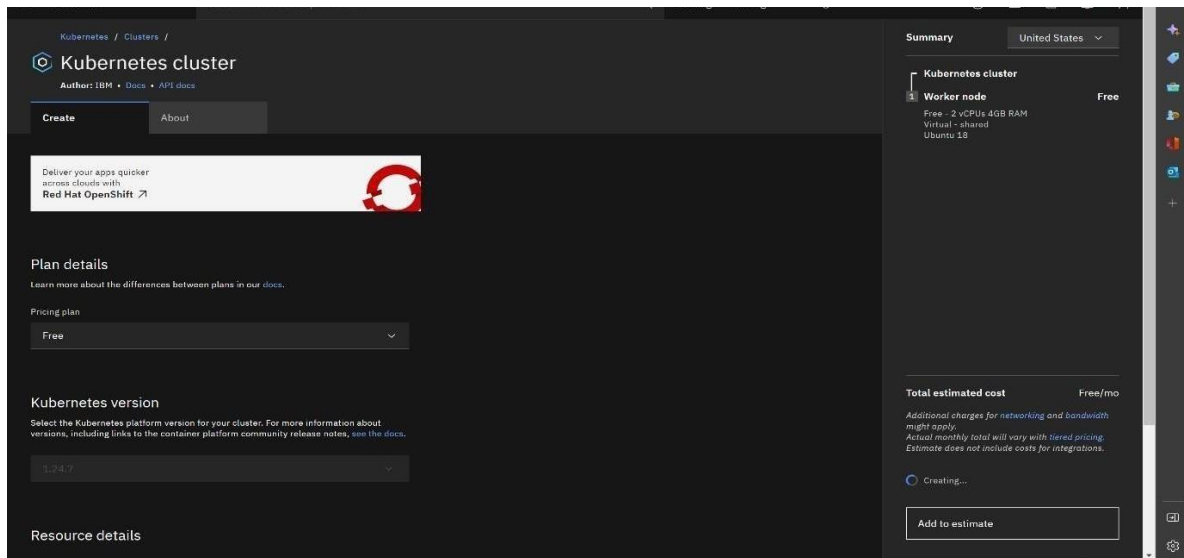 Kubernetes / Clusters /
Kubernetes cluster
Author: IBM • Docs • API docs
Create
About
Deliver your apps quicker
across clouds with
Red Hat OpenShift
Plan details
Learn more about the differences between plans in our docs.
Pricing plan
Free
Kubernetes version
Select the Kubernetes platform version for your cluster. For more information about
versions, including links to the container platform community release notes, see the docs.
1.24.7
Resource details
Summary
United States
Kubernetes cluster
1 Worker node Free
Free - 2 vCPUs 4GB RAM
Virtual - shared
Ubuntu 18
Total estimated cost Free/mo
Additional charges for networking and bandwidth
might apply.
Actual monthly total will vary with tiered pricing.
Estimate does not include costs for integrations.
Creating...
Add to estimate